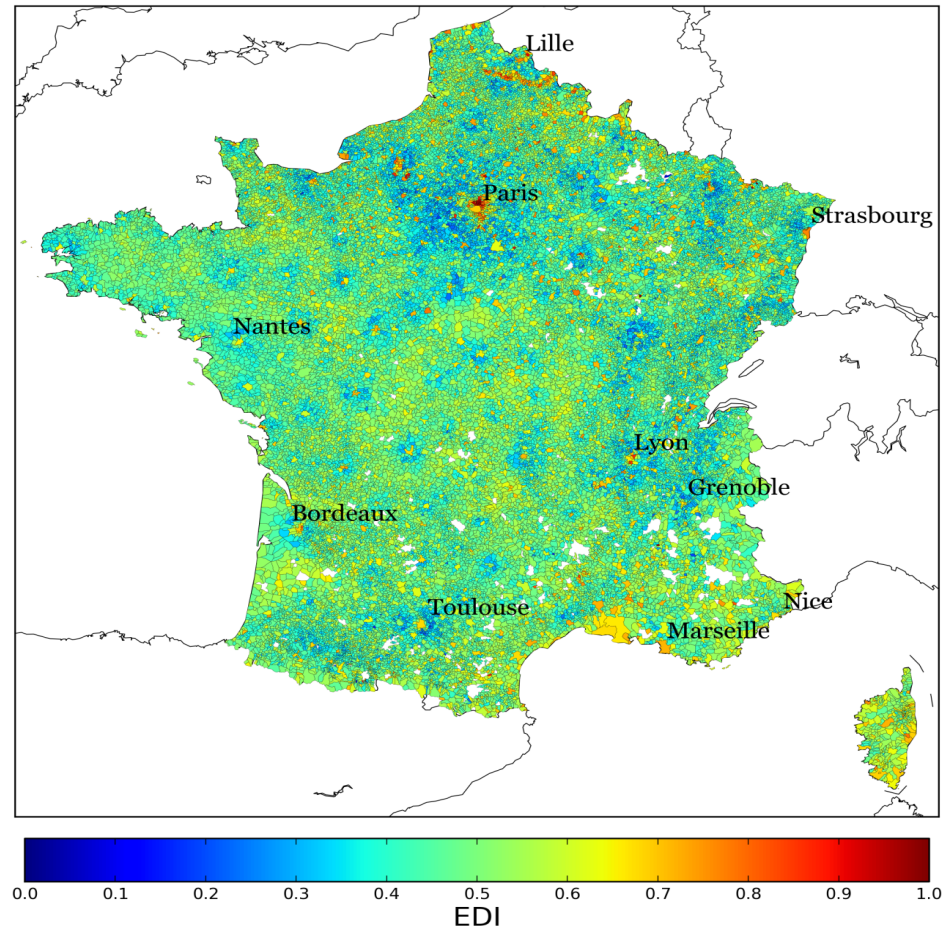 Lille
Paris
Strasbourg
Nantes
Lyon
Grenoble
Bordeaux
Nice
Toulouse
Marseille
0.0 0.1 0.2 0.3 0.4 0.5 0.6 0.7 0.8 0.9 1.0
EDI